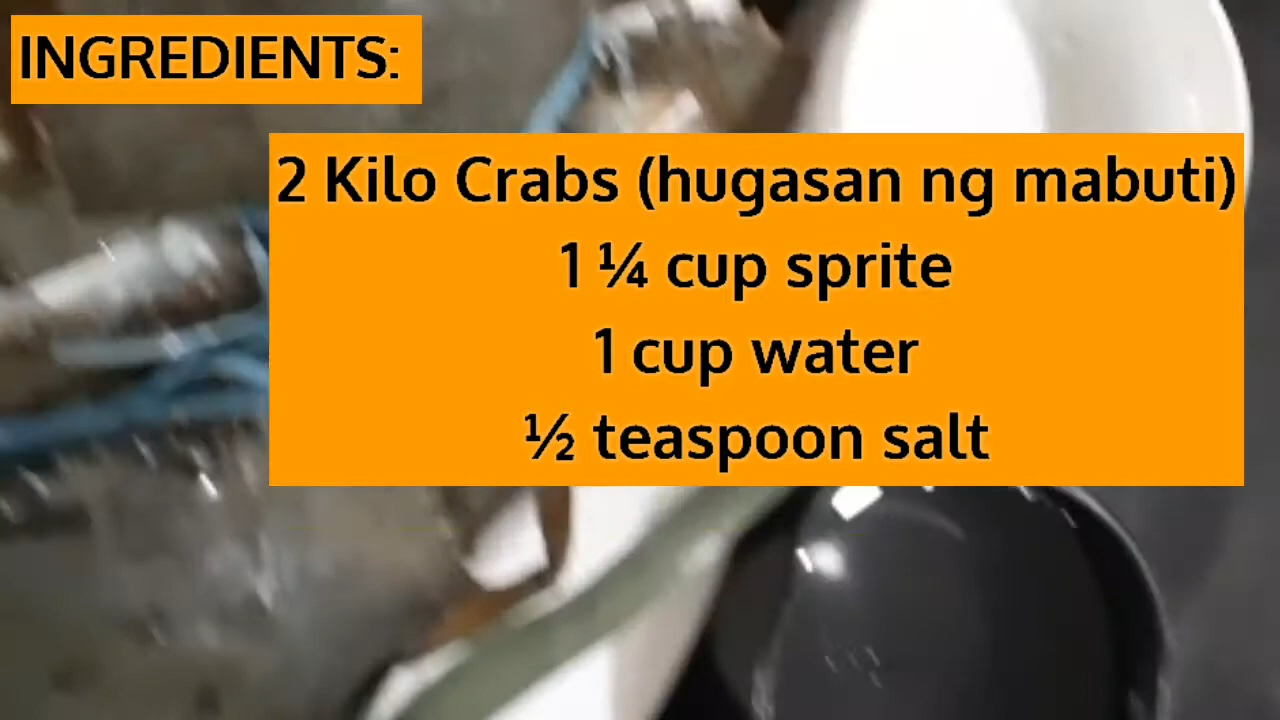 INGREDIENTS:
2 Kilo Crabs (hugasan ng mabuti)
1 ¼ cup sprite
1 cup water
½ teaspoon salt